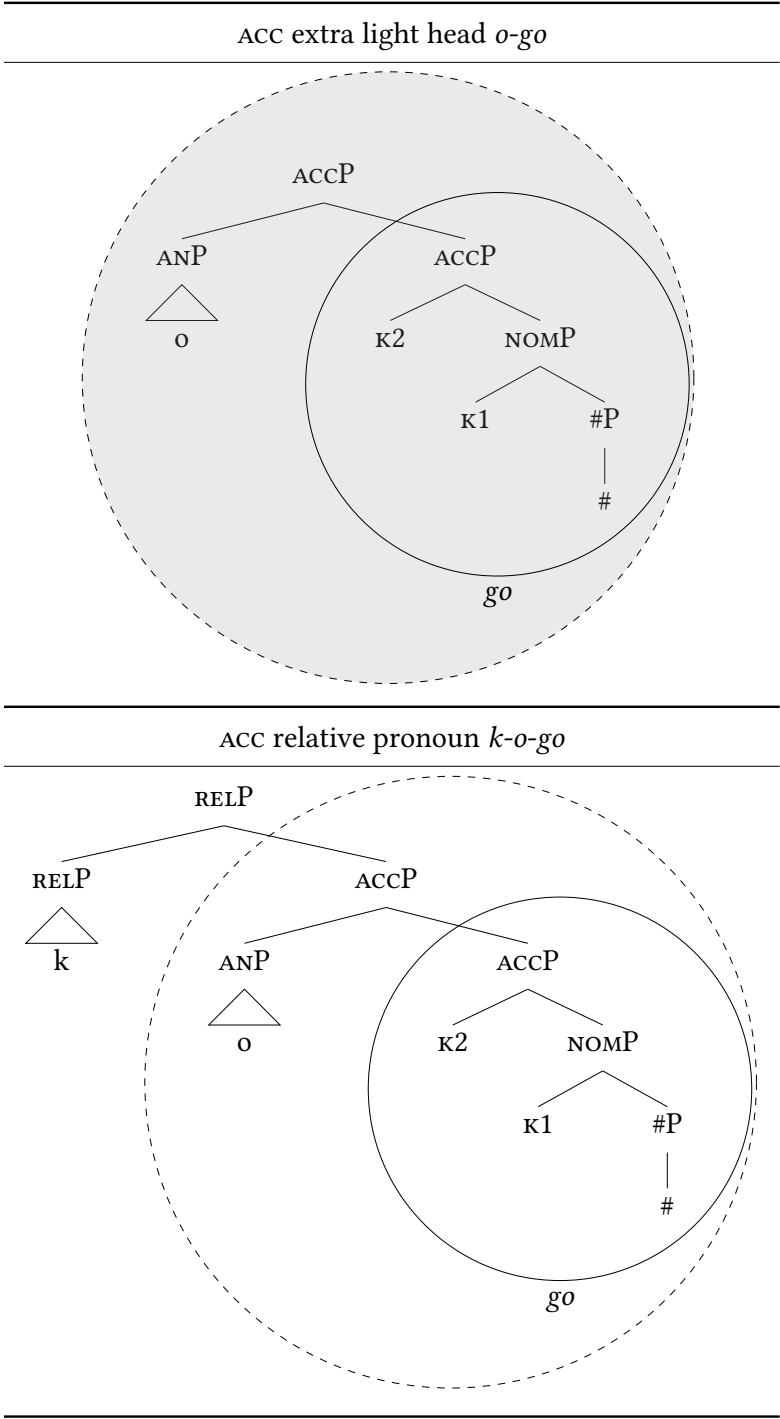 ACC extra light head o-go
ACCP
ANP ACCP
o K2 NOMP
K1 #P
#
go
ACC relative pronoun k-o-go
RELP
RELP ACCP
k ANP ACCP
o K2 NOMP
K1 #P
#
go